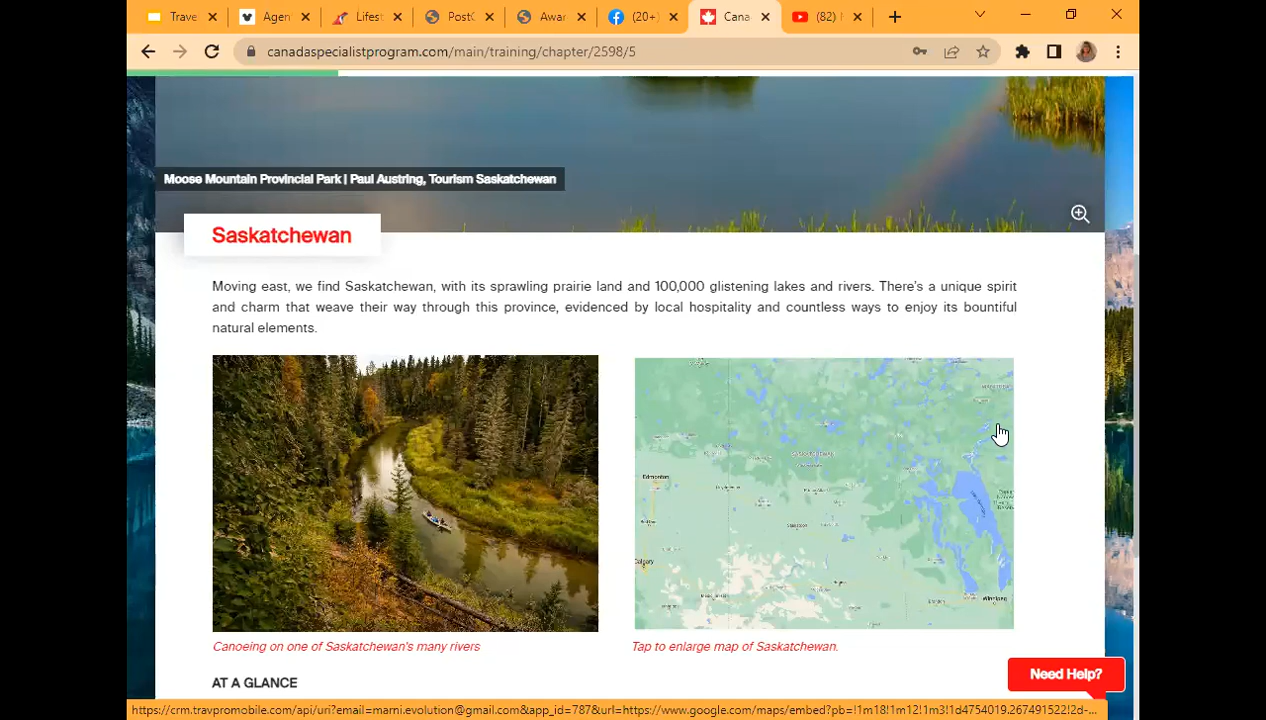 Trave
Agen
Lifest
PostC
Awar
(20+)
Cana
(82)
canadaspecialistprogram.com/main/training/chapter/2598/5
Moose Mountain Provincial Park | Paul Austring, Tourism Saskatchewan
Saskatchewan
Moving east, we find Saskatchewan, with its sprawling prairie land and 100,000 glistening lakes and rivers. There's a unique spirit
and charm that weave their way through this province, evidenced by local hospitality and countless ways to enjoy its bountiful
natural elements.
Edmonton
Calgary
Winnipeg
Canoeing on one of Saskatchewan's many rivers
Tap to enlarge map of Saskatchewan.
AT A GLANCE
Need Help?
https://crm.travpromobile.com/api/uri?email=marni.evolution@gmail.com&app_id=787&url=https://www.google.com/maps/embed?pb=!1m18!1m12!1m3!1d4754019.267491522!2d-...